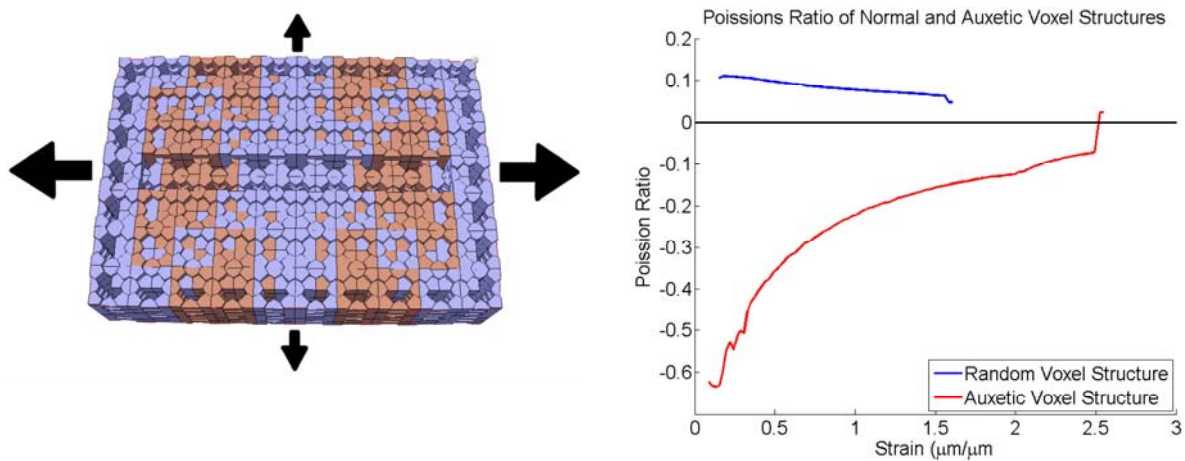 Poissions Ratio of Normal and Auxetic Voxel Structures
0.2
0.1
0
-0.1
-0.2
-0.3
-0.4
-0.5
-0.6
Poission Ratio
Random Voxel Structure
Auxetic Voxel Structure
0 0.5 1 1.5 2 2.5 3
Strain (μm/μm